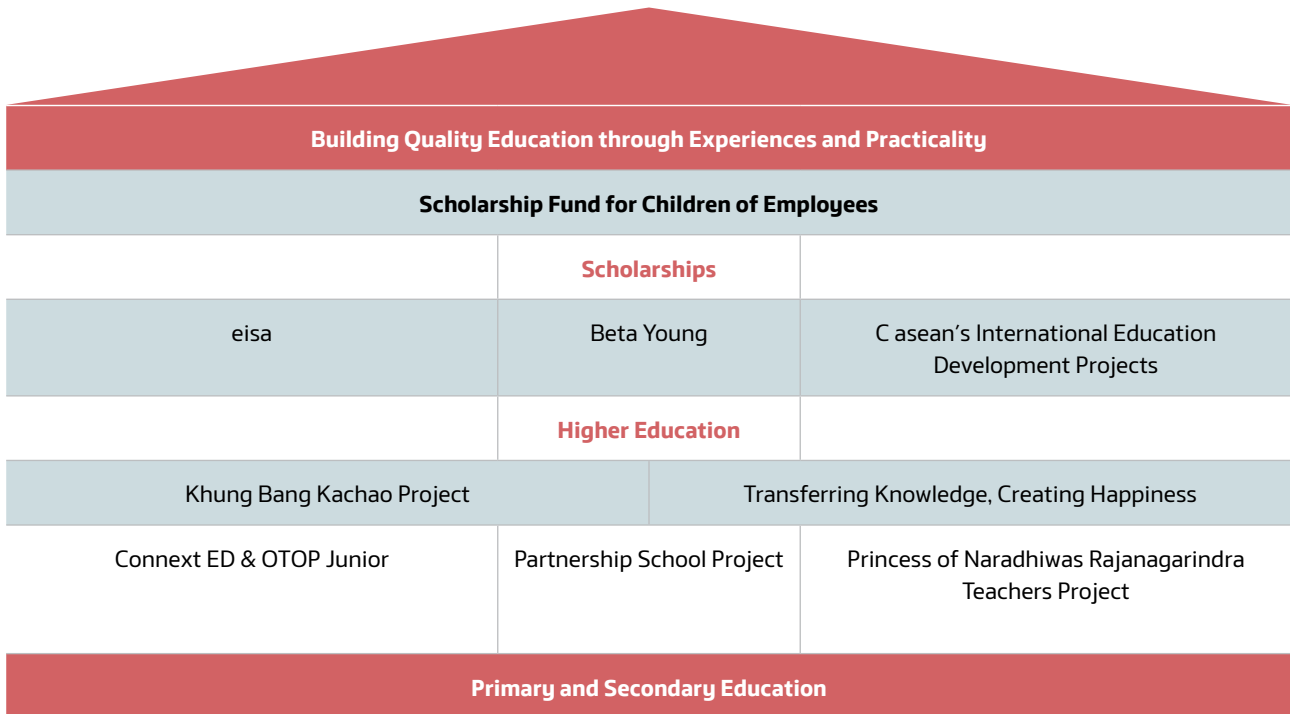 Building Quality Education through Experiences and Practicality
Scholarship Fund for Children of Employees
Scholarships
eisa
Beta Young
C asean's International Education
Development Projects
Higher Education
Khung Bang Kachao Project
Transferring Knowledge, Creating Happiness
Connext ED & OTOP Junior
Partnership School Project
Princess of Naradhiwas Rajanagarindra
Teachers Project
Primary and Secondary Education